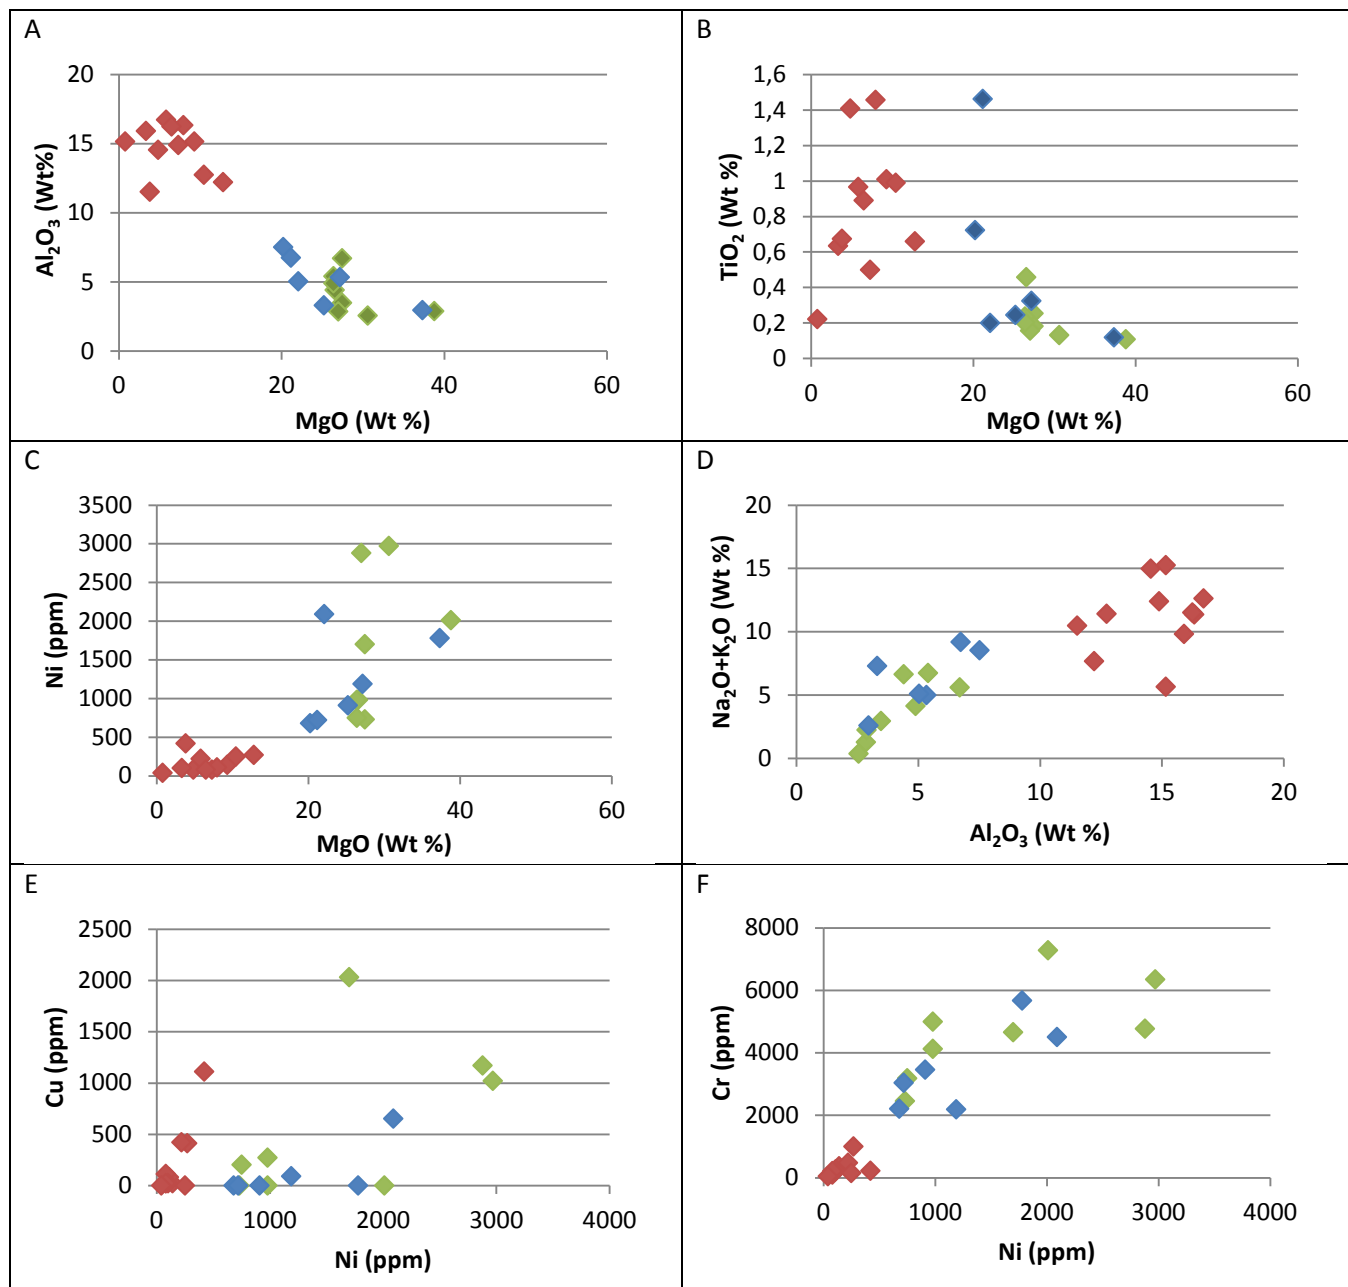 A
20
15
10
5
0
Al₂O₃ (Wt%)
0 20 40 60
MgO (Wt %)
B
1,6
1,4
1,2
1
0,8
0,6
0,4
0,2
0
TiO₂ (Wt %)
0 20 40 60
MgO (Wt %)
C
3500
3000
2500
2000
1500
1000
500
0
Ni (ppm)
0 20 40 60
MgO (Wt %)
D
20
15
10
5
0
Na₂O+K₂O (Wt %)
0 5 10 15 20
Al₂O₃ (Wt %)
E
2500
2000
1500
1000
500
0
Cu (ppm)
0 1000 2000 3000 4000
Ni (ppm)
F
8000
6000
4000
2000
0
Cr (ppm)
0 1000 2000 3000 4000
Ni (ppm)